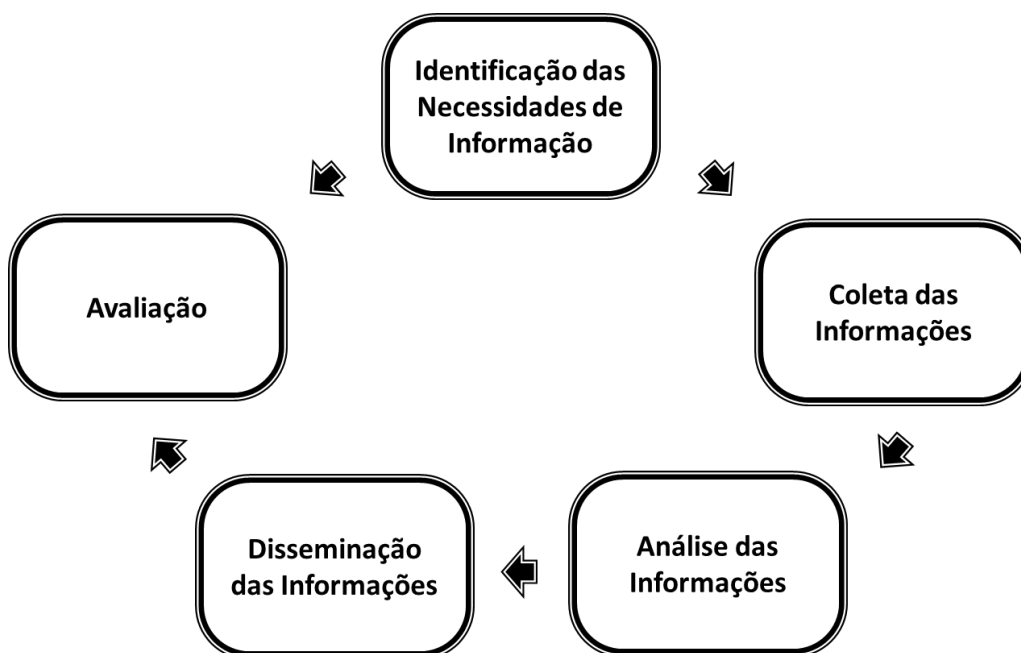 Identificação das
Necessidades de
Informação
Coleta das
Informações
Análise das
Informações
Disseminação
das Informações
Avaliação